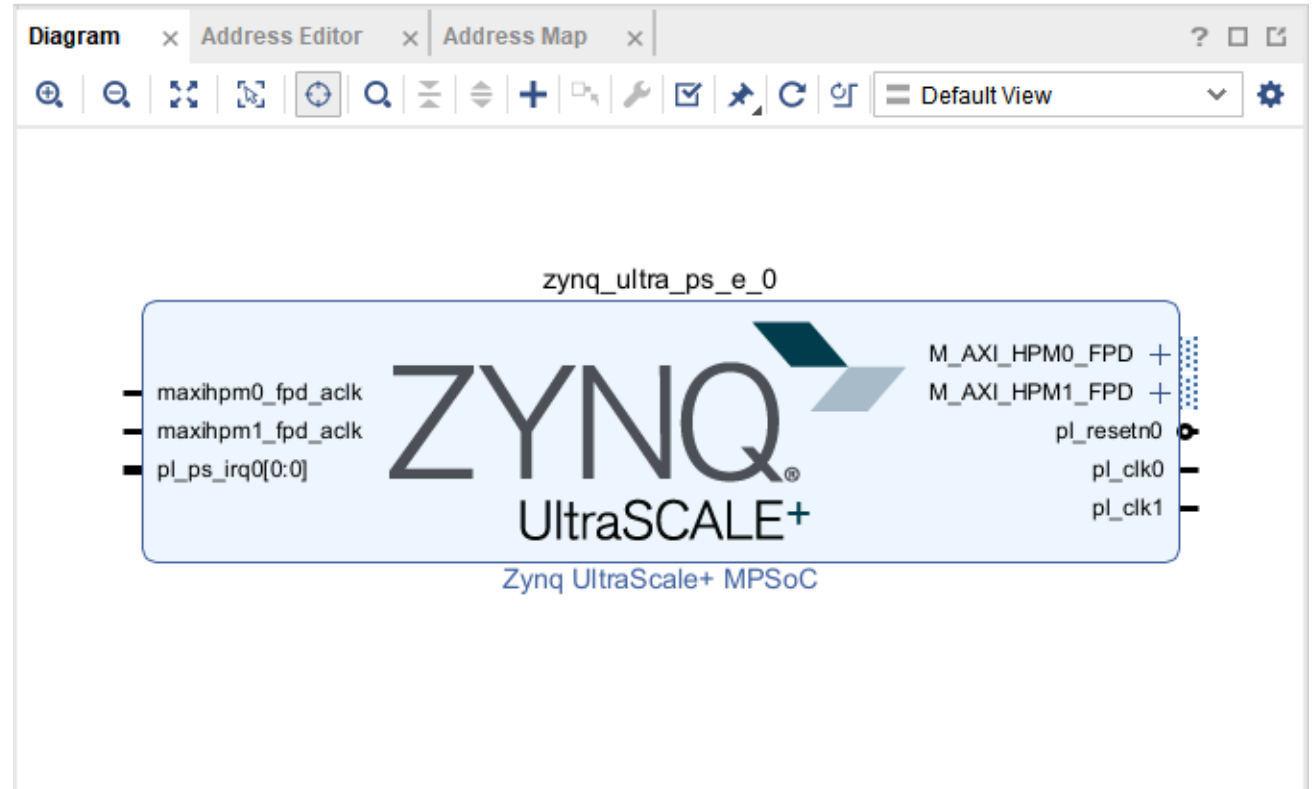 Diagram Address Editor Address Map
Default View
zynq_ultra_ps_e_0
maxihpm0_fpd_aclk
maxihpm1_fpd_aclk
pl_ps_irq0[0:0]
ZYNQ®
UltraSCALE+
M_AXI_HPM0_FPD
M_AXI_HPM1_FPD
pl_resetn0
pl_clk0
pl_clk1
Zynq UltraScale+ MPSoC